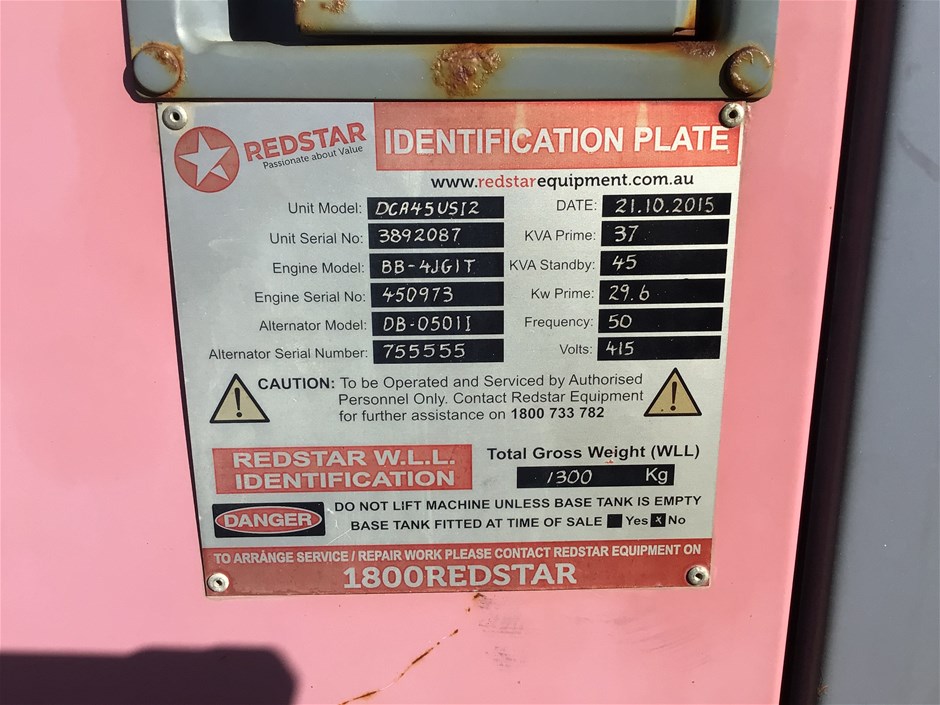 REDSTAR
Passionate about Value
IDENTIFICATION PLATE
www.redstarequipment.com.au
Unit Model: DCA45USI2
DATE: 21.10.2015
Unit Serial No: 3892087
KVA Prime: 37
Engine Model: BB-4JG1T
KVA Standby: 45
Engine Serial No: 450973
Kw Prime: 29.6
Alternator Model: DB-0501I
Frequency: 50
Alternator Serial Number: 755555
Volts: 415
CAUTION: To be Operated and Serviced by Authorised
Personnel Only. Contact Redstar Equipment
for further assistance on 1800 733 782
REDSTAR W.L.L.
IDENTIFICATION
Total Gross Weight (WLL)
1300 Kg
DANGER
DO NOT LIFT MACHINE UNLESS BASE TANK IS EMPTY
BASE TANK FITTED AT TIME OF SALE Yes x No
TO ARRANGE SERVICE / REPAIR WORK PLEASE CONTACT REDSTAR EQUIPMENT ON
1800REDSTAR